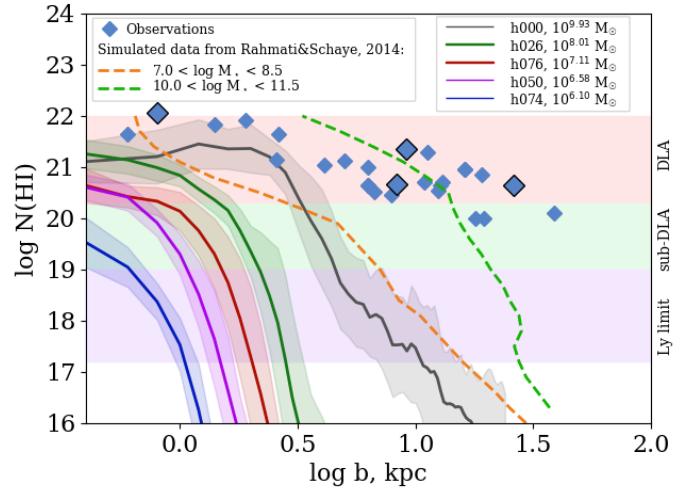 Observations
Simulated data from Rahmati&Schaye, 2014:
7.0 < log M⋆ < 8.5
10.0 < log M⋆ < 11.5
h000, 10^9.93 M☉
h026, 10^8.01 M☉
h076, 10^7.11 M☉
h050, 10^6.58 M☉
h074, 10^6.10 M☉
24
23
22
21
20
19
18
17
16
log N(HI)
DLA
sub-DLA
Ly limit
0.0
0.5
1.0
1.5
2.0
log b, kpc